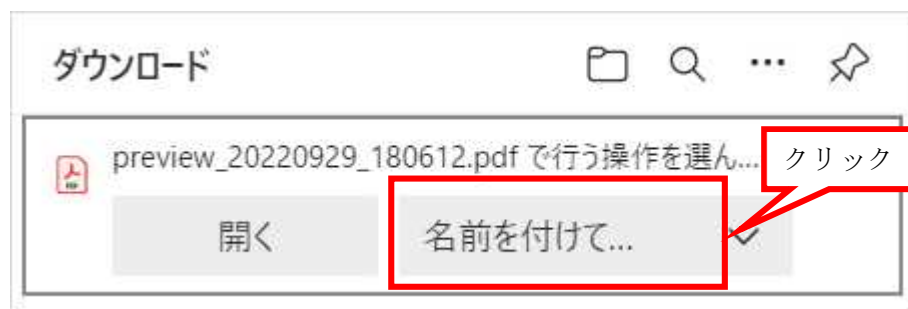 ダウンロード
preview_20220929_180612.pdf で行う操作を選ん...
クリック
開く
名前を付けて...